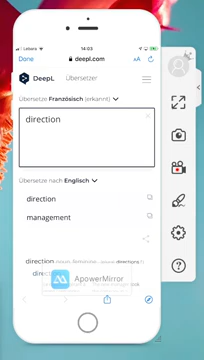 Lebara
14:03
Done
deepl.com
AA
DeepL Übersetzer
Übersetze Französisch (erkannt)
direction
Übersetze nach Englisch
direction
management
direction
ApowerMirror